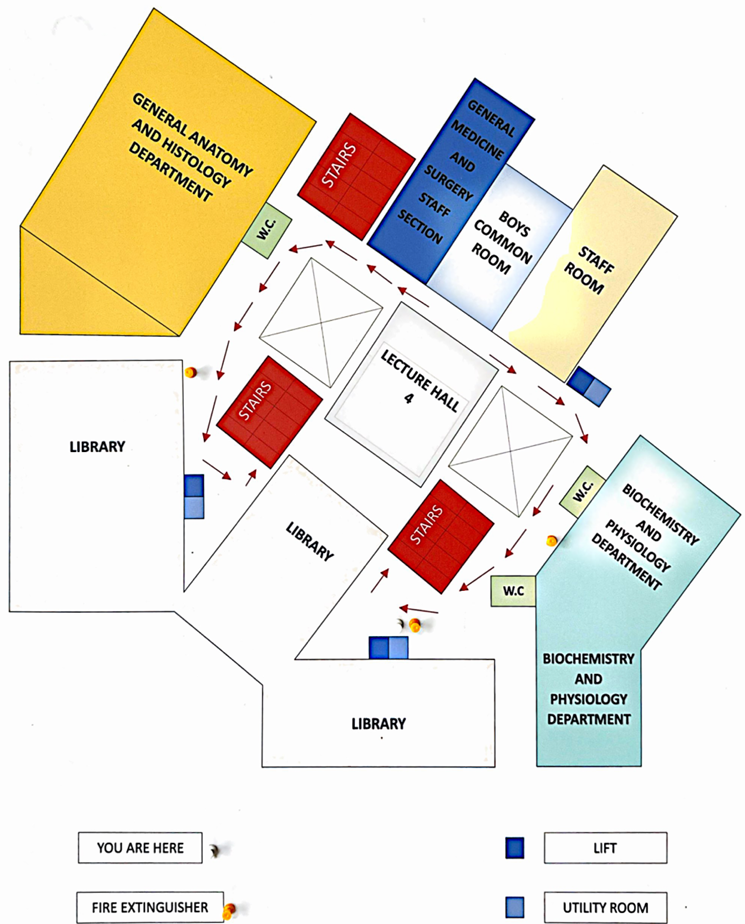 GENERAL ANATOMY
AND HISTOLOGY
DEPARTMENT
W.C.
STAIRS
GENERAL
MEDICINE
AND
SURGERY
STAFF
SECTION
BOYS
COMMON
ROOM
STAFF
ROOM
LECTURE HALL
4
STAIRS
LIBRARY
LIBRARY
STAIRS
W.C.
BIOCHEMISTRY
AND
PHYSIOLOGY
DEPARTMENT
W.C
BIOCHEMISTRY
AND
PHYSIOLOGY
DEPARTMENT
LIBRARY
YOU ARE HERE
LIFT
FIRE EXTINGUISHER
UTILITY ROOM